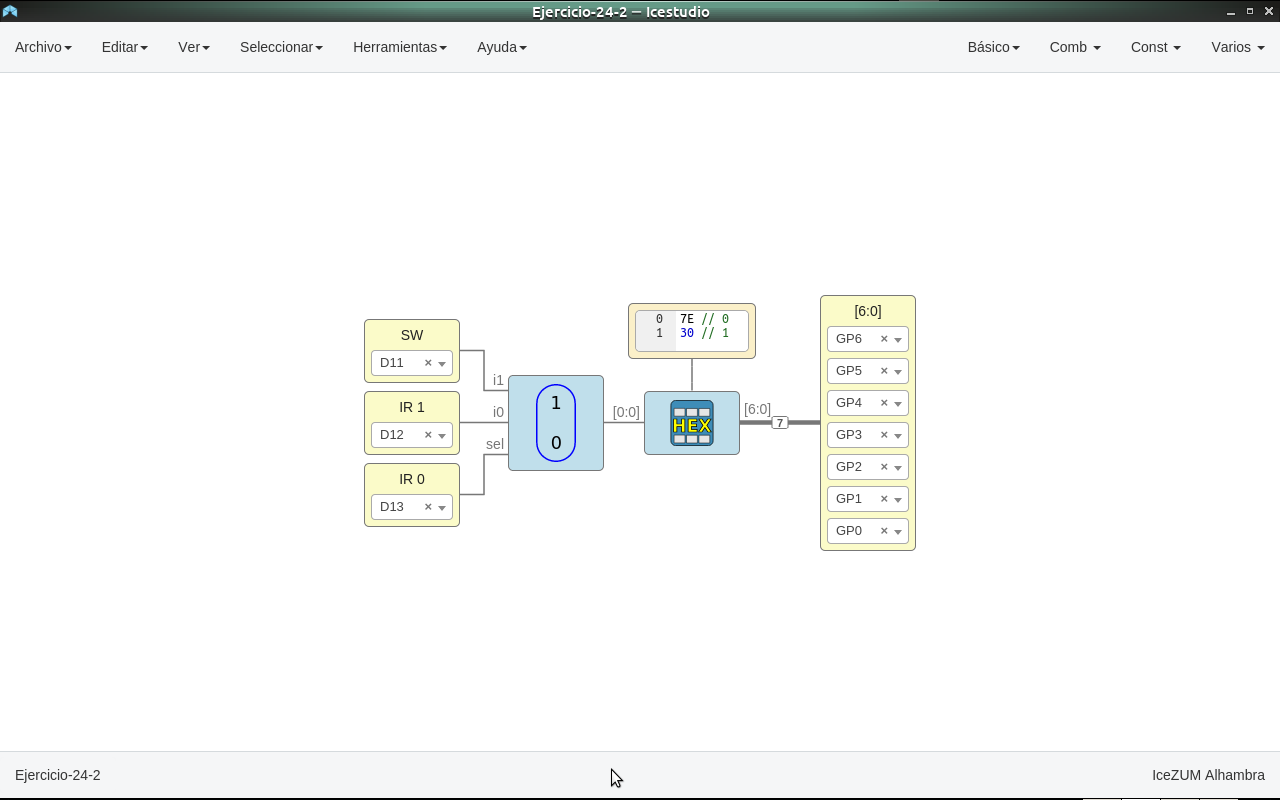 Ejercicio-24-2 – Icestudio
Archivo Editar Ver Seleccionar Herramientas Ayuda Básico Comb Const Varios
SW
D11 ×
IR 1
D12 ×
IR 0
D13 ×
i1
i0
sel
1
0
[0:0]
0 7E // 0
1 30 // 1
HEX
[6:0]
7
[6:0]
GP6 ×
GP5 ×
GP4 ×
GP3 ×
GP2 ×
GP1 ×
GP0 ×
Ejercicio-24-2 IceZUM Alhambra